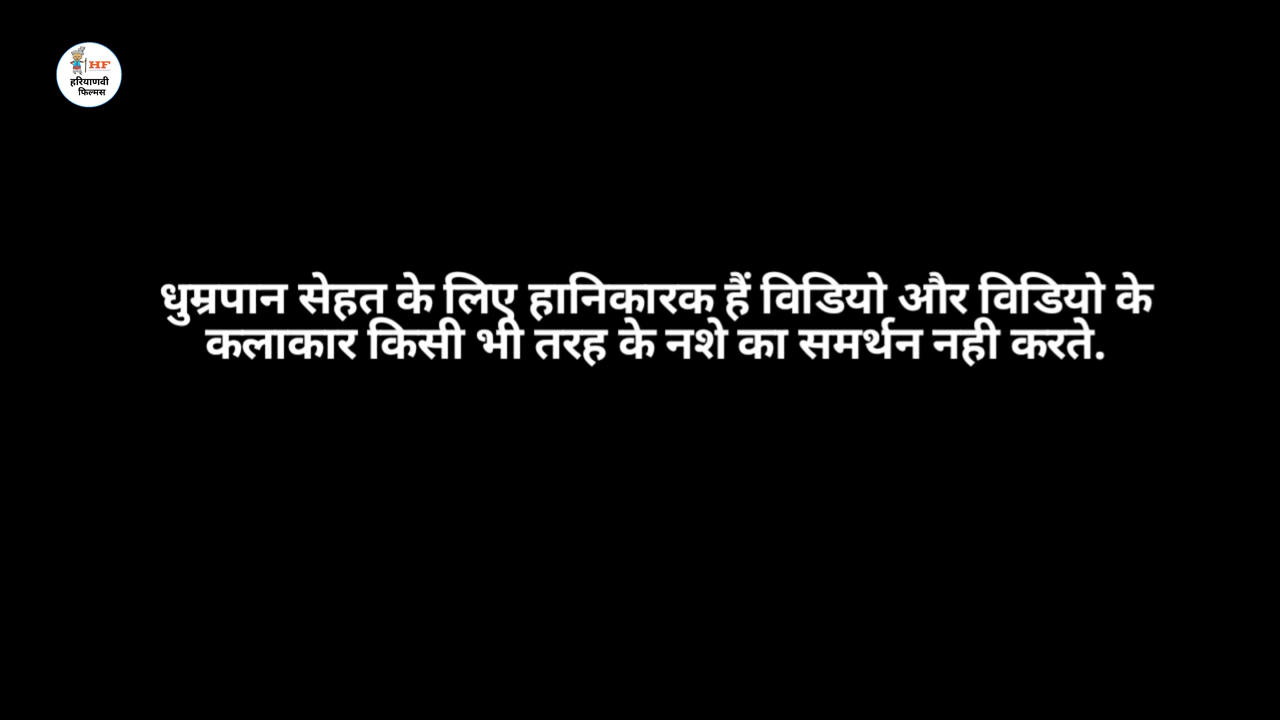 HF
हरियाणवी
फिल्मस
धुम्रपान सेहत के लिए हानिकारक हैं विडियो और विडियो के
कलाकार किसी भी तरह के नशे का समर्थन नही करते.